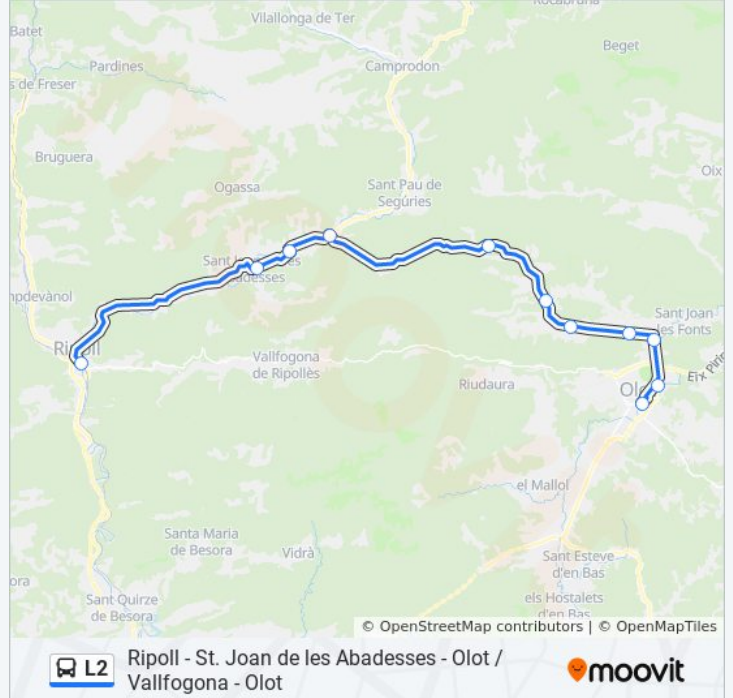 Rocabruna
Vilallonga de Ter
Batet
Beget
Pardines
Camprodon
s de Freser
Bruguera
Oix
Ogassa
Sant Pau de
Segúries
mpdevànol
Sant Joan
les Fonts
Ripoll
Vallfogona
de Ripollès
Riudaura
el Mallol
Santa Maria
de Besora
Vidrà
Sant Esteve
d'en Bas
ora
Sant Quirze
de Besora
els Hostalets
d'en Bas
© OpenStreetMap contributors | © OpenMapTiles
L2
Ripoll - St. Joan de les Abadesses - Olot /
Vallfogona - Olot
moovit